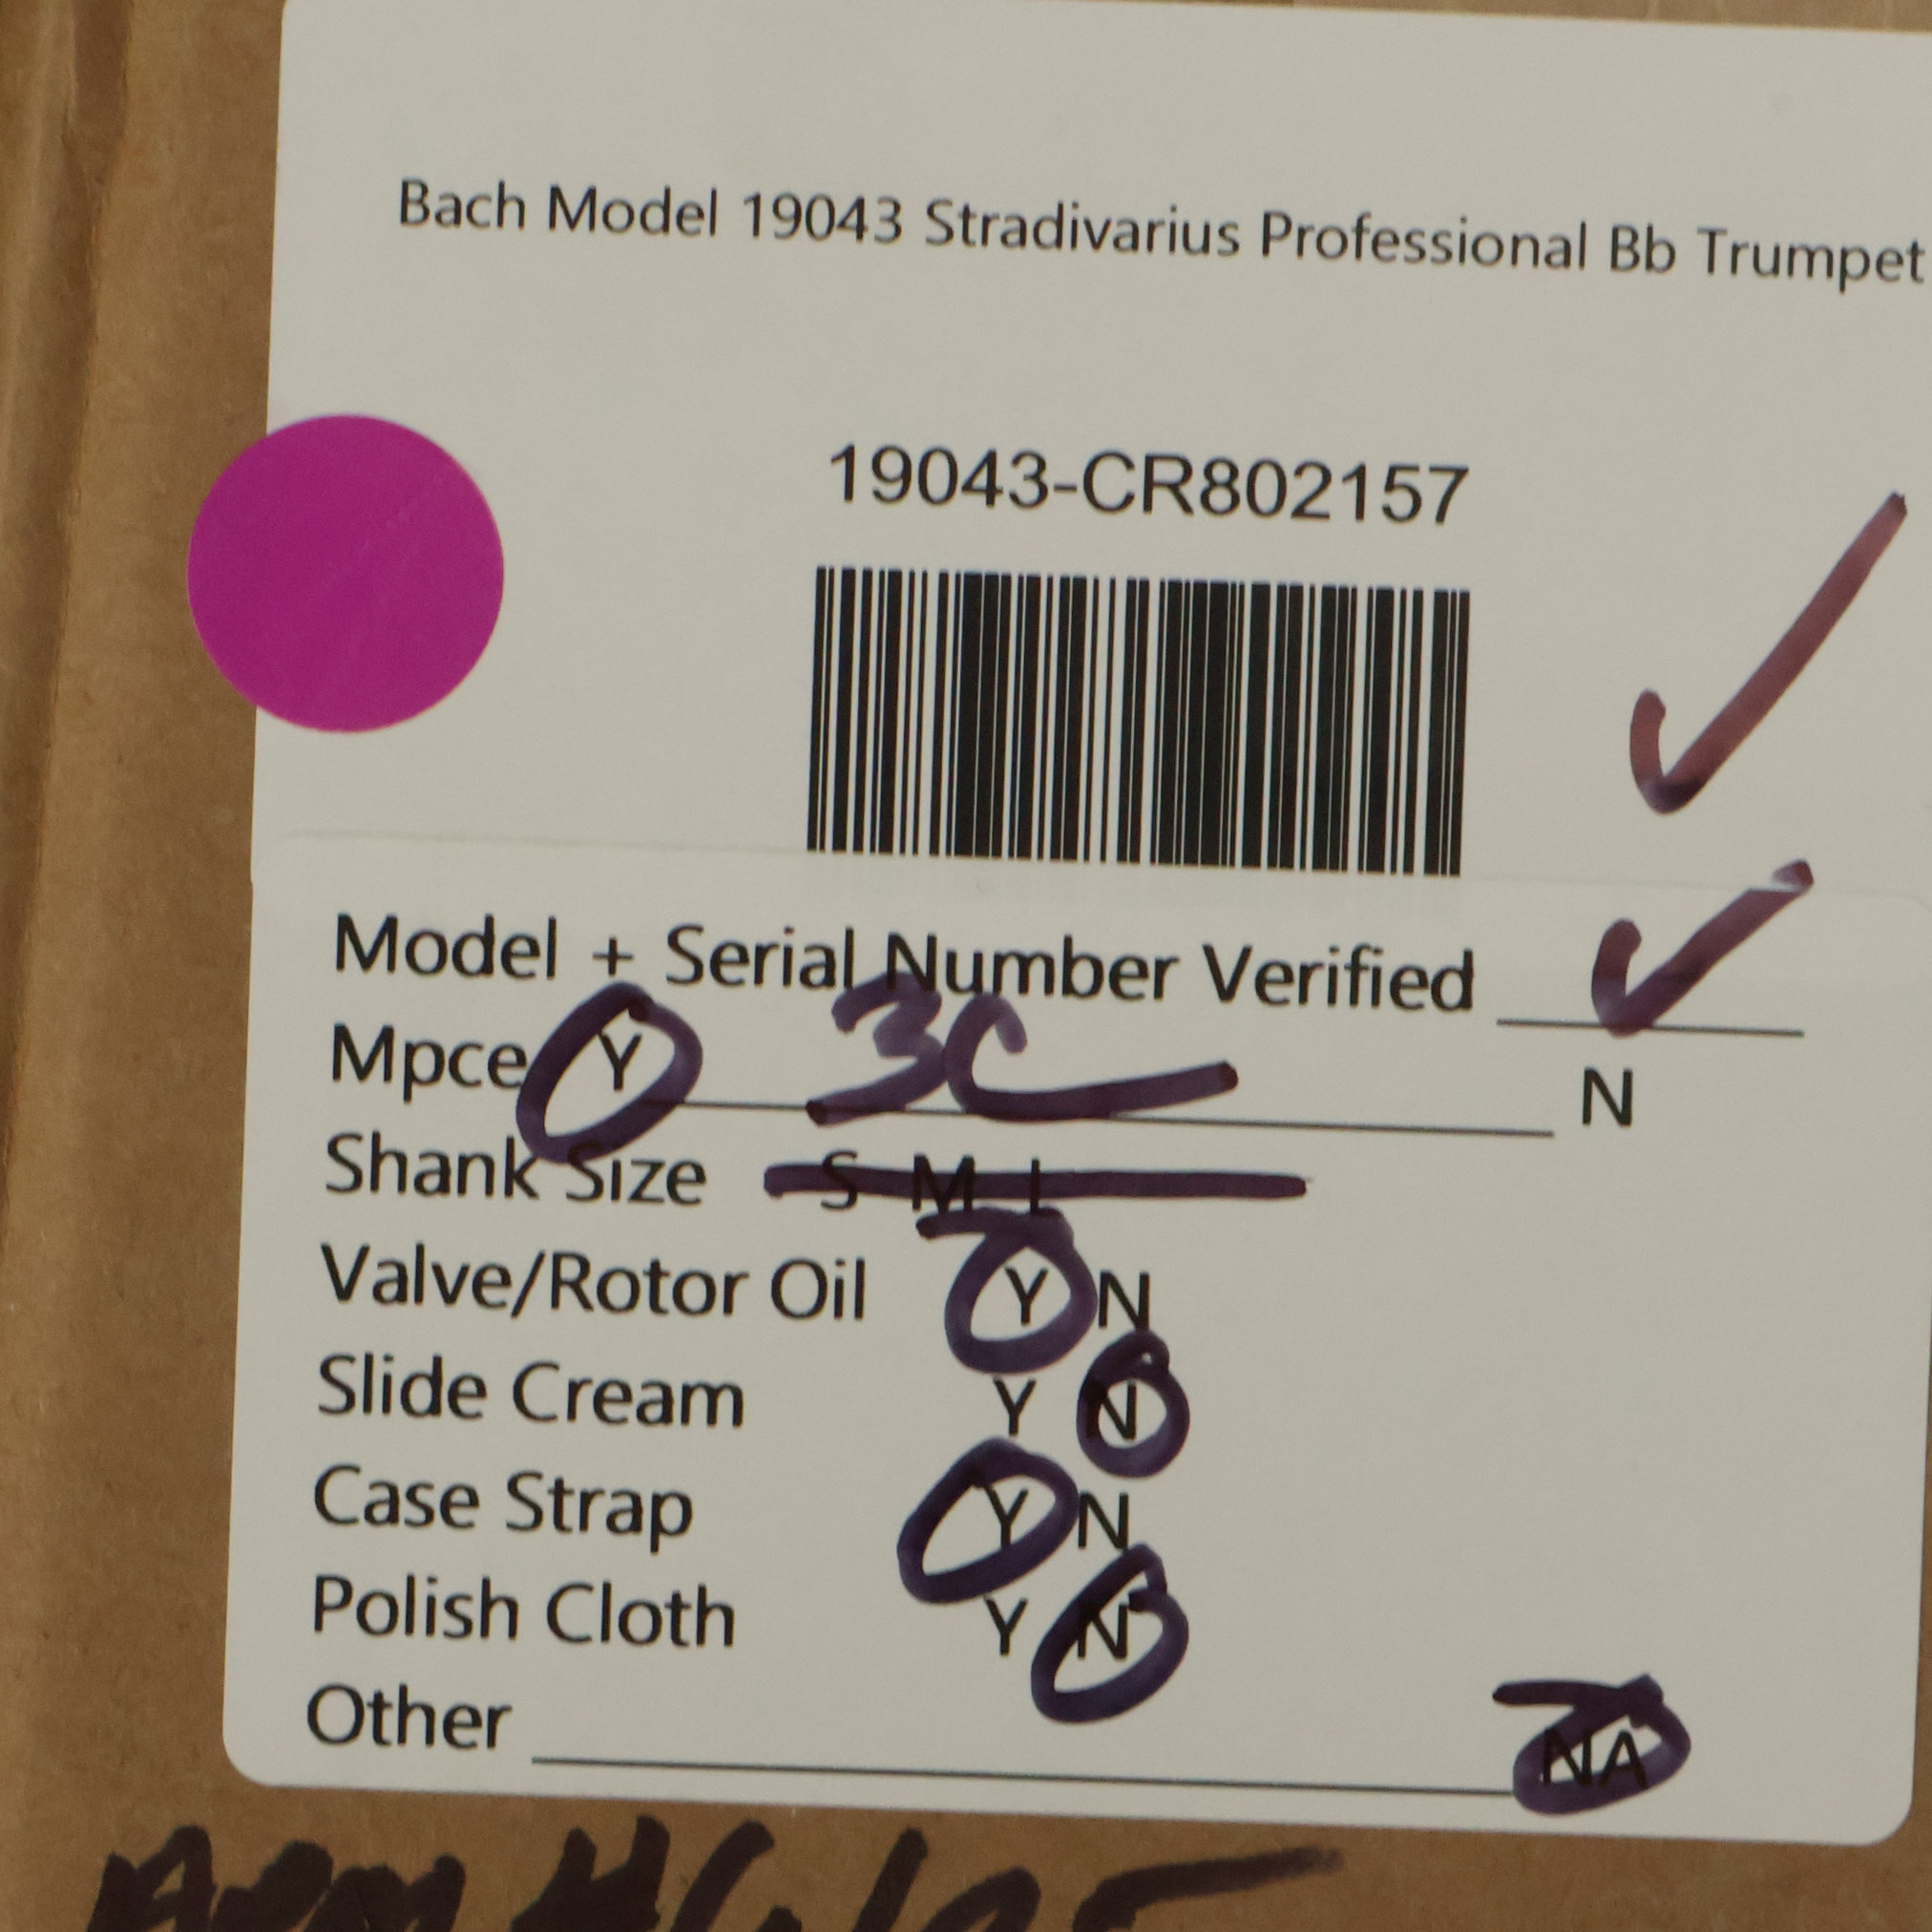 Bach Model 19043 Stradivarius Professional Bb Trumpet
19043-CR802157
Model + Serial Number Verified
Mpce Y 3C N
Shank Size S M L
Valve/Rotor Oil Y N
Slide Cream Y N
Case Strap Y N
Polish Cloth Y N
Other NA